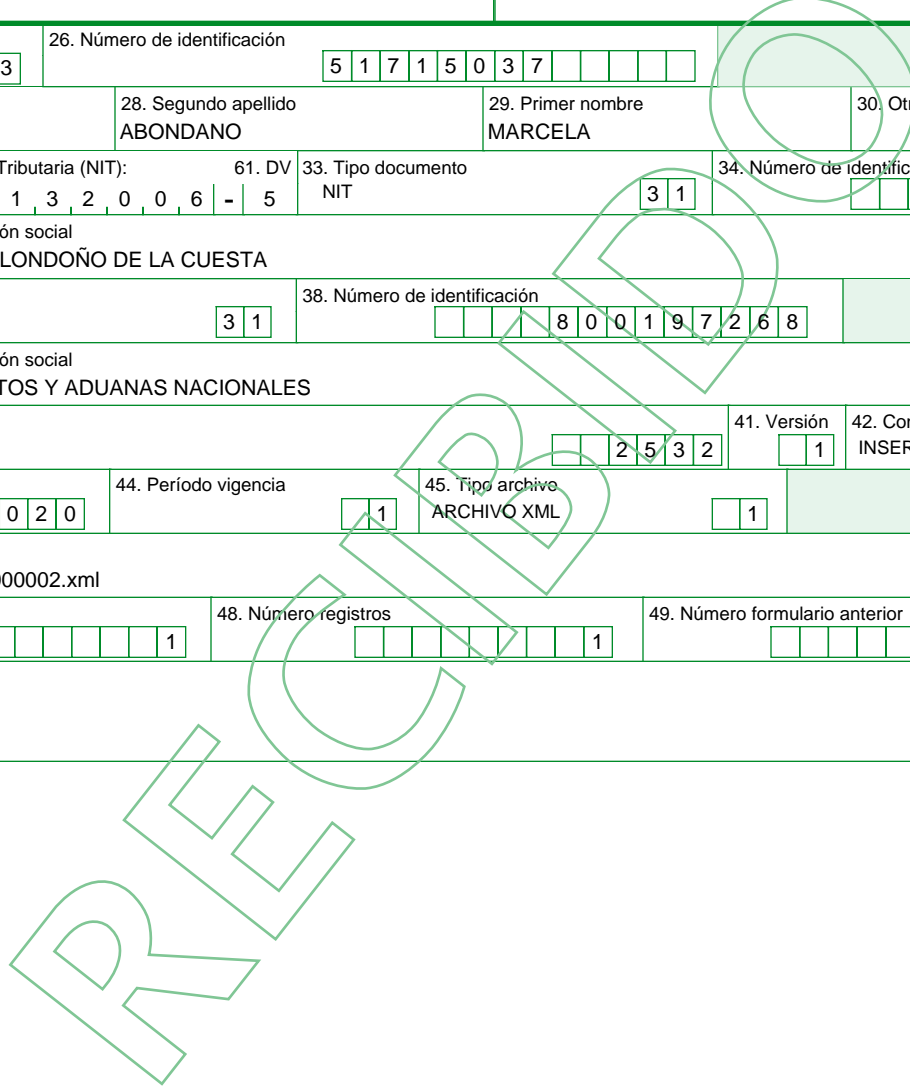 26. Número de identificación
3 5 1 7 1 5 0 3 7
28. Segundo apellido 29. Primer nombre 30. Otr
ABONDANO MARCELA
Tributaria (NIT): 61. DV 33. Tipo documento 34. Número de identific
1 3 2 0 0 6 - 5 NIT 3 1
ón social
LONDOÑO DE LA CUESTA
38. Número de identificación
3 1 8 0 0 1 9 7 2 6 8
ón social
TOS Y ADUANAS NACIONALES
41. Versión 42. Con
2 5 3 2 1 INSER
44. Período vigencia 45. Tipo archivo
0 2 0 1 ARCHIVO XML 1
000002.xml
48. Número registros 49. Número formulario anterior
1 1
RECIBIDO